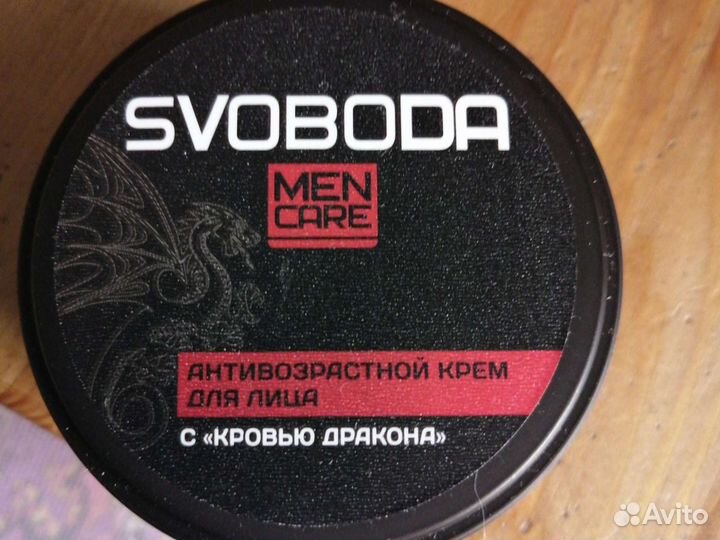 SVOBODA
MEN
CARE
АНТИВОЗРАСТНОЙ КРЕМ
ДЛЯ ЛИЦА
С «КРОВЬЮ ДРАКОНА»
Avito